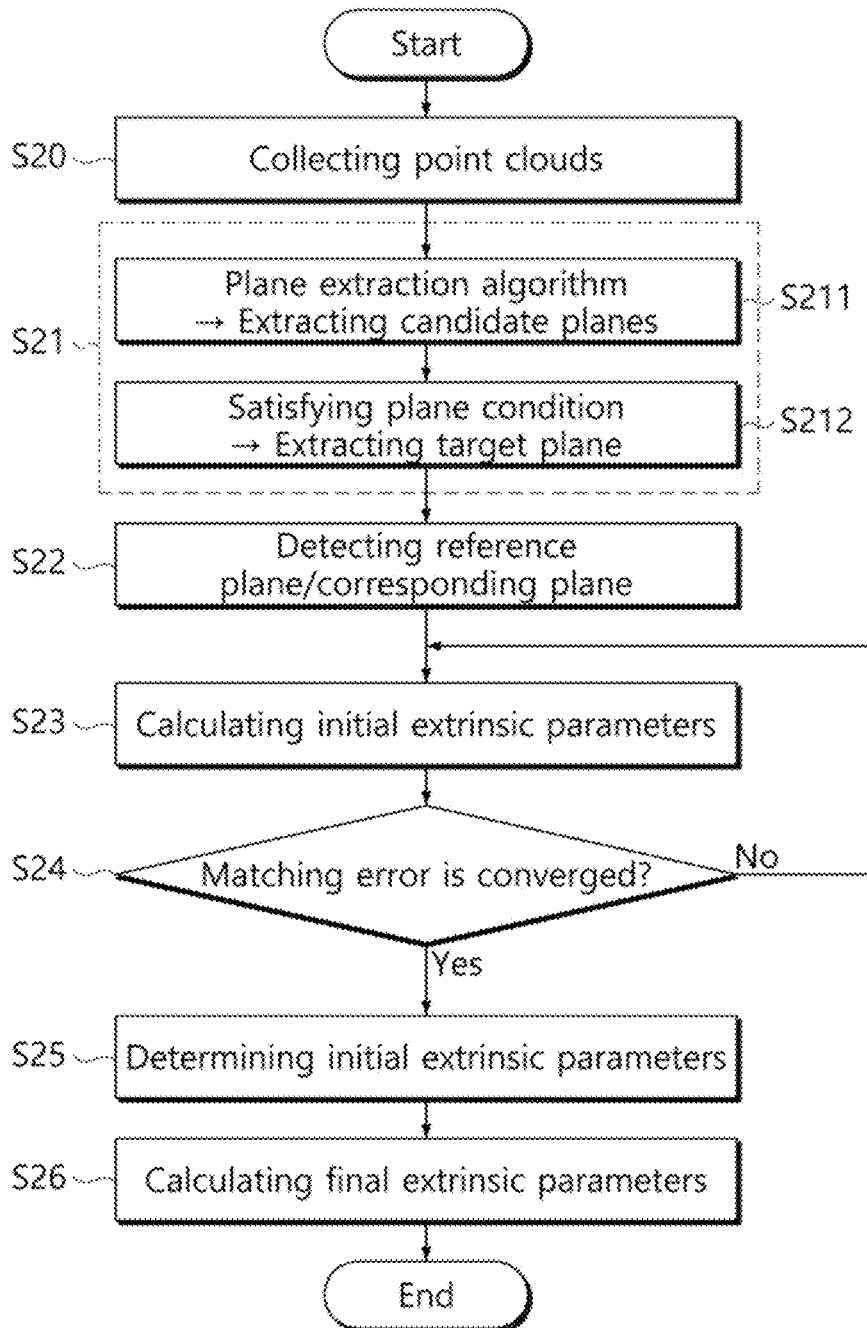 Start
S20
Collecting point clouds
S21
Plane extraction algorithm
→ Extracting candidate planes
S211
Satisfying plane condition
→ Extracting target plane
S212
S22
Detecting reference
plane/corresponding plane
S23
Calculating initial extrinsic parameters
S24
Matching error is converged?
No
Yes
S25
Determining initial extrinsic parameters
S26
Calculating final extrinsic parameters
End